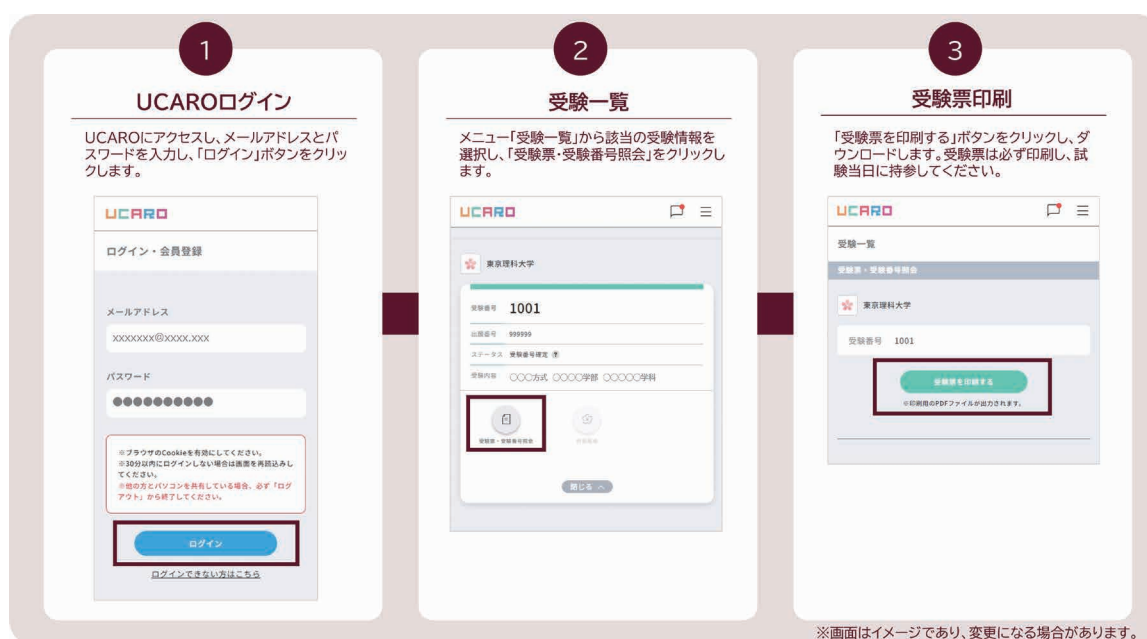 1
UCAROログイン
UCAROにアクセスし、メールアドレスとパ
スワードを入力し、「ログイン」ボタンをクリッ
クします。
UCARO
ログイン・会員登録
メールアドレス
xxxxxxx@xxxx.xxx
パスワード
●●●●●●●●●●
※ブラウザのCookieを有効にしてください。
※30分以内にログインしない場合は画面を再読込みし
てください。
※他の方とパソコンを共有している場合、必ず「ログ
アウト」から終了してください。
ログイン
ログインできない方はこちら
2
受験一覧
メニュー「受験一覧」から該当の受験情報を
選択し、「受験票・受験番号照会」をクリックし
ます。
UCARO
東京理科大学
受験番号 1001
出願番号 999999
ステータス 受験番号確定 ?
受験内容 〇〇〇方式 〇〇〇〇学部 〇〇〇〇〇学科
受験票・受験番号照会
閉じる
3
受験票印刷
「受験票を印刷する」ボタンをクリックし、ダ
ウンロードします。受験票は必ず印刷し、試
験当日に持参してください。
UCARO
受験一覧
受験票・受験番号照会
東京理科大学
受験番号 1001
受験票を印刷する
※印刷用のPDFファイルが出力されます。
※画面はイメージであり、変更になる場合があります。